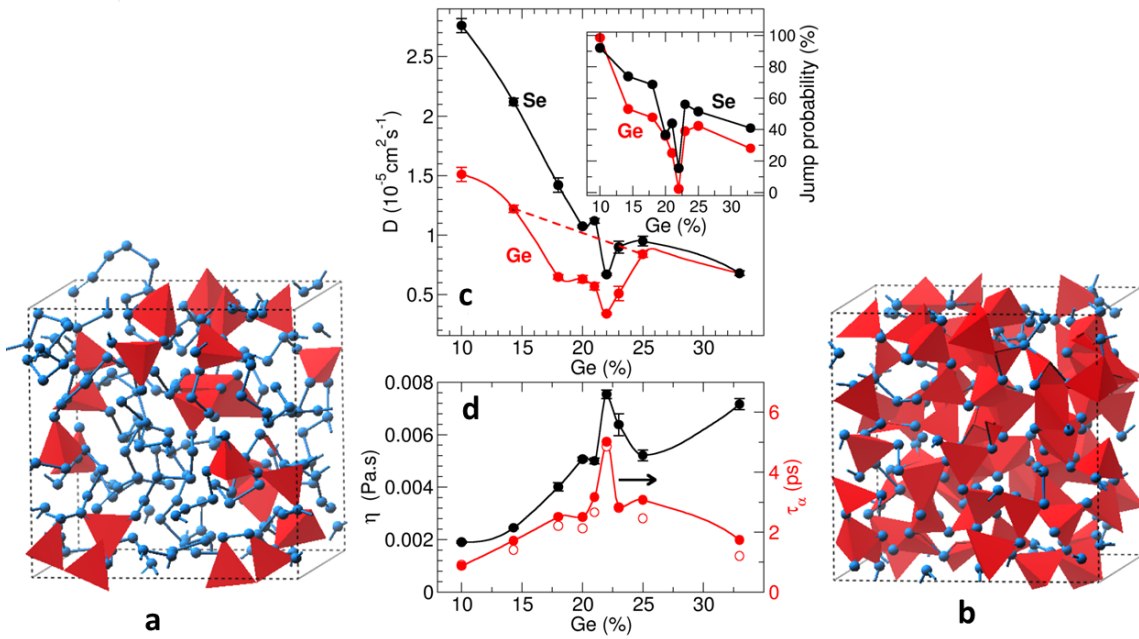 2.5
2
1.5
1
0.5
D (10⁻⁵cm²s⁻¹)
Se
Ge
c
10 15 20 25 30
Ge (%)
100
80
60
40
20
0
Jump probability (%)
Se
Ge
10 15 20 25 30
Ge (%)
0.008
0.006
0.004
0.002
0
η (Pa.s)
d
6
4
2
0
τα (ps)
10 15 20 25 30
Ge (%)
a
b